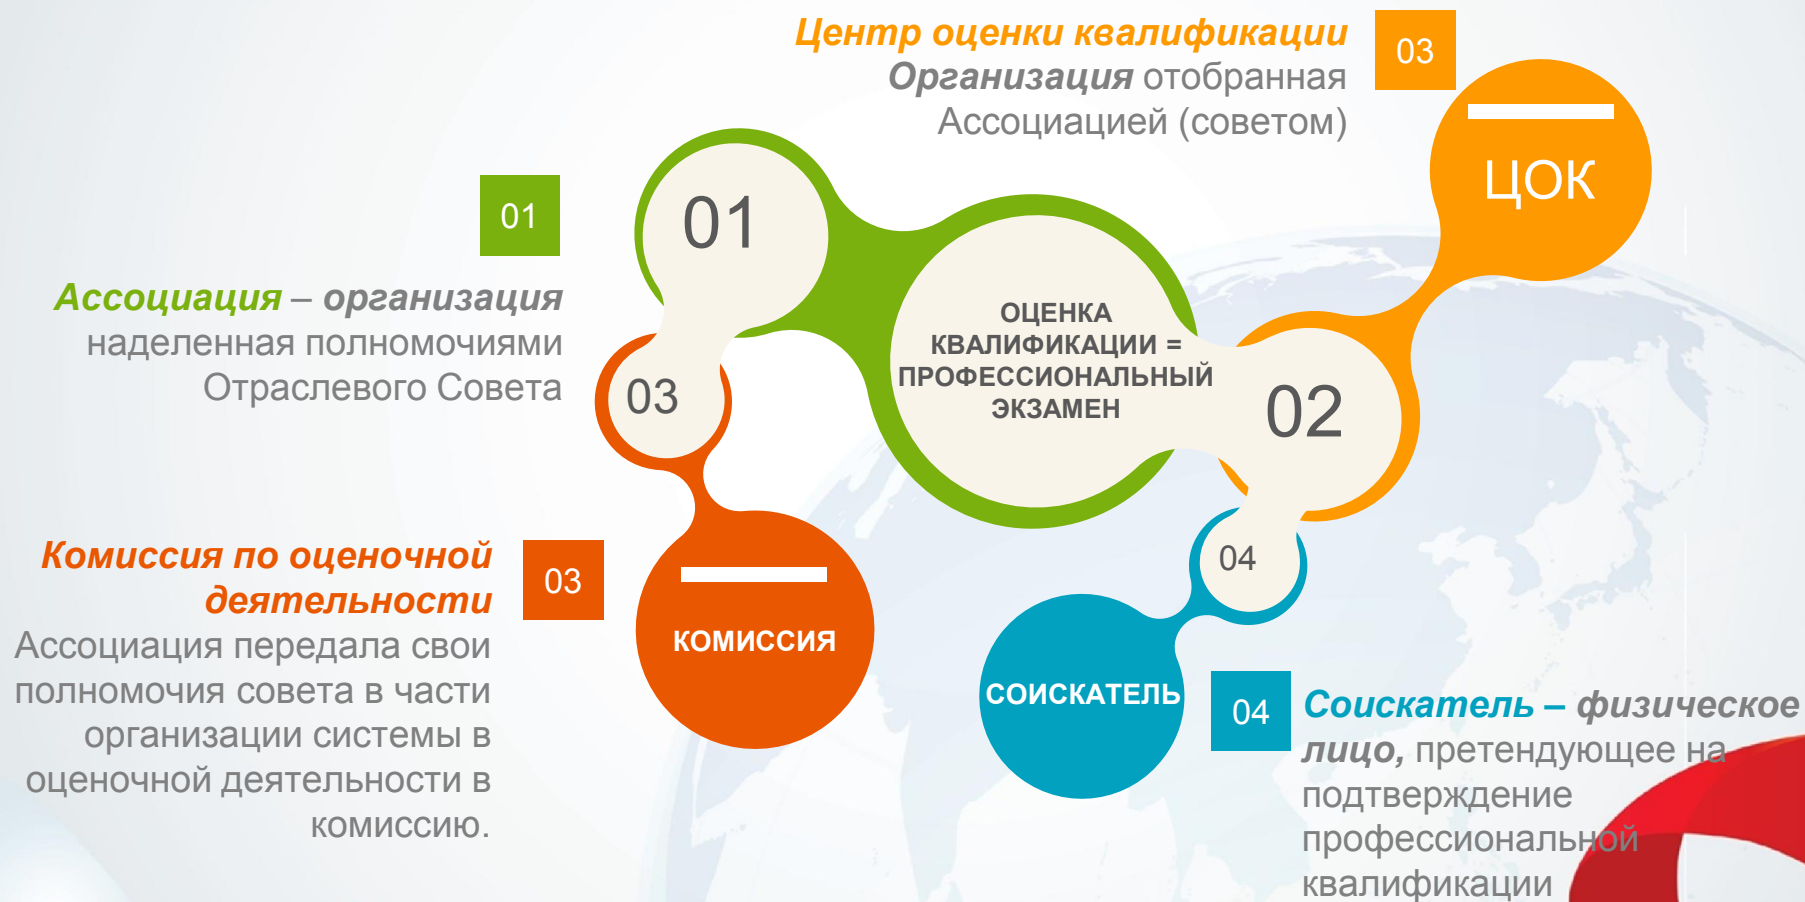 Центр оценки квалификации
Организация отобранная
Ассоциацией (советом)
03
ЦОК
01
Ассоциация – организация
наделенная полномочиями
Отраслевого Совета
01
03
ОЦЕНКА
КВАЛИФИКАЦИИ =
ПРОФЕССИОНАЛЬНЫЙ
ЭКЗАМЕН
02
04
Комиссия по оценочной
деятельности
03
Ассоциация передала свои
полномочия совета в части
организации системы в
оценочной деятельности в
комиссию.
КОМИССИЯ
СОИСКАТЕЛЬ
04
Соискатель – физическое
лицо, претендующее на
подтверждение
профессиональной
квалификации